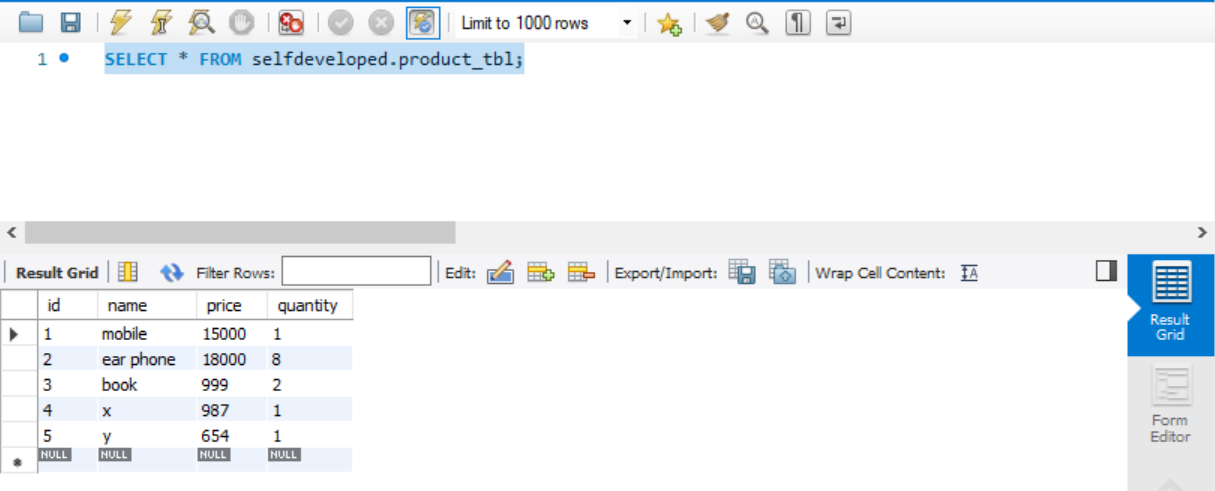 Limit to 1000 rows
1 SELECT * FROM selfdeveloped.product_tbl;
Result Grid Filter Rows: Edit: Export/Import: Wrap Cell Content: IA
id name price quantity
1 mobile 15000 1
2 ear phone 18000 8
3 book 999 2
4 x 987 1
5 y 654 1
NULL NULL NULL NULL
Result
Grid
Form
Editor